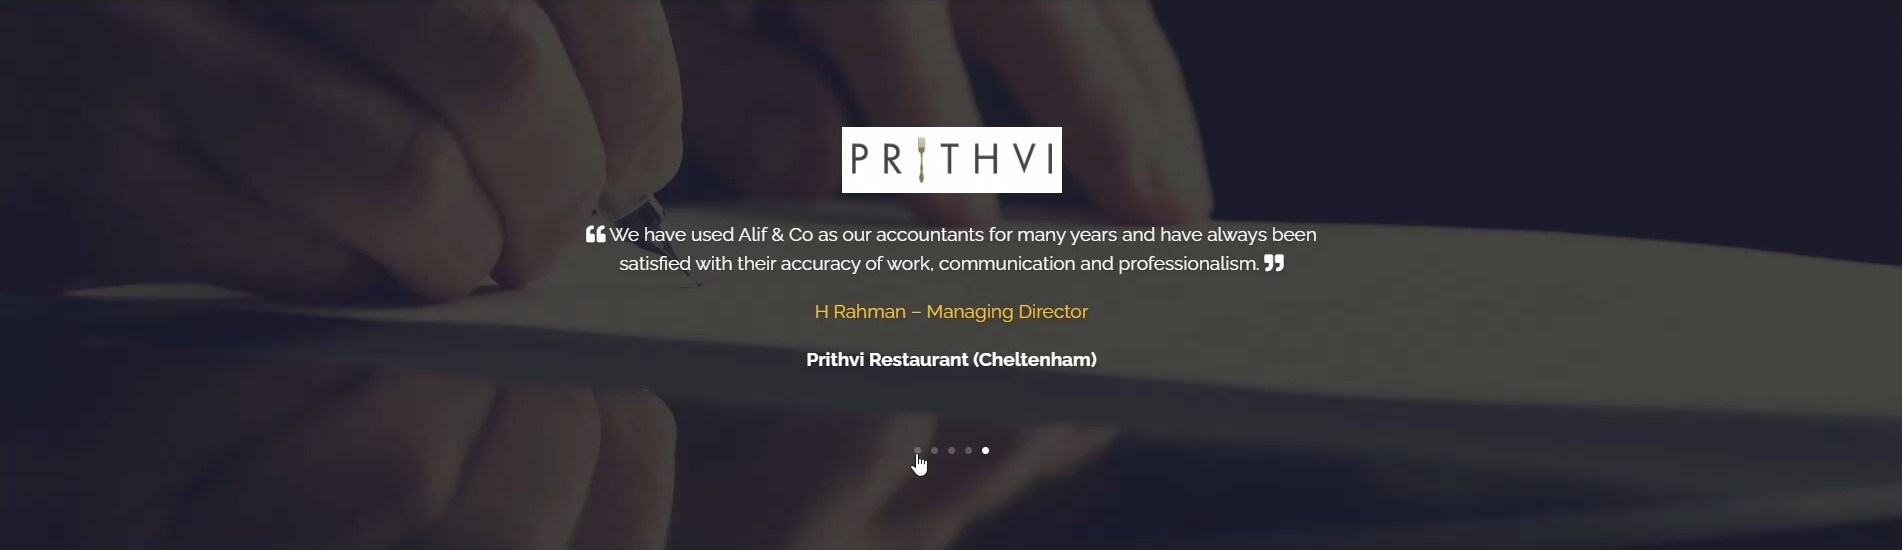 PRITHVI
❝ We have used Alif & Co as our accountants for many years and have always been
satisfied with their accuracy of work, communication and professionalism. ❞
H Rahman – Managing Director
Prithvi Restaurant (Cheltenham)